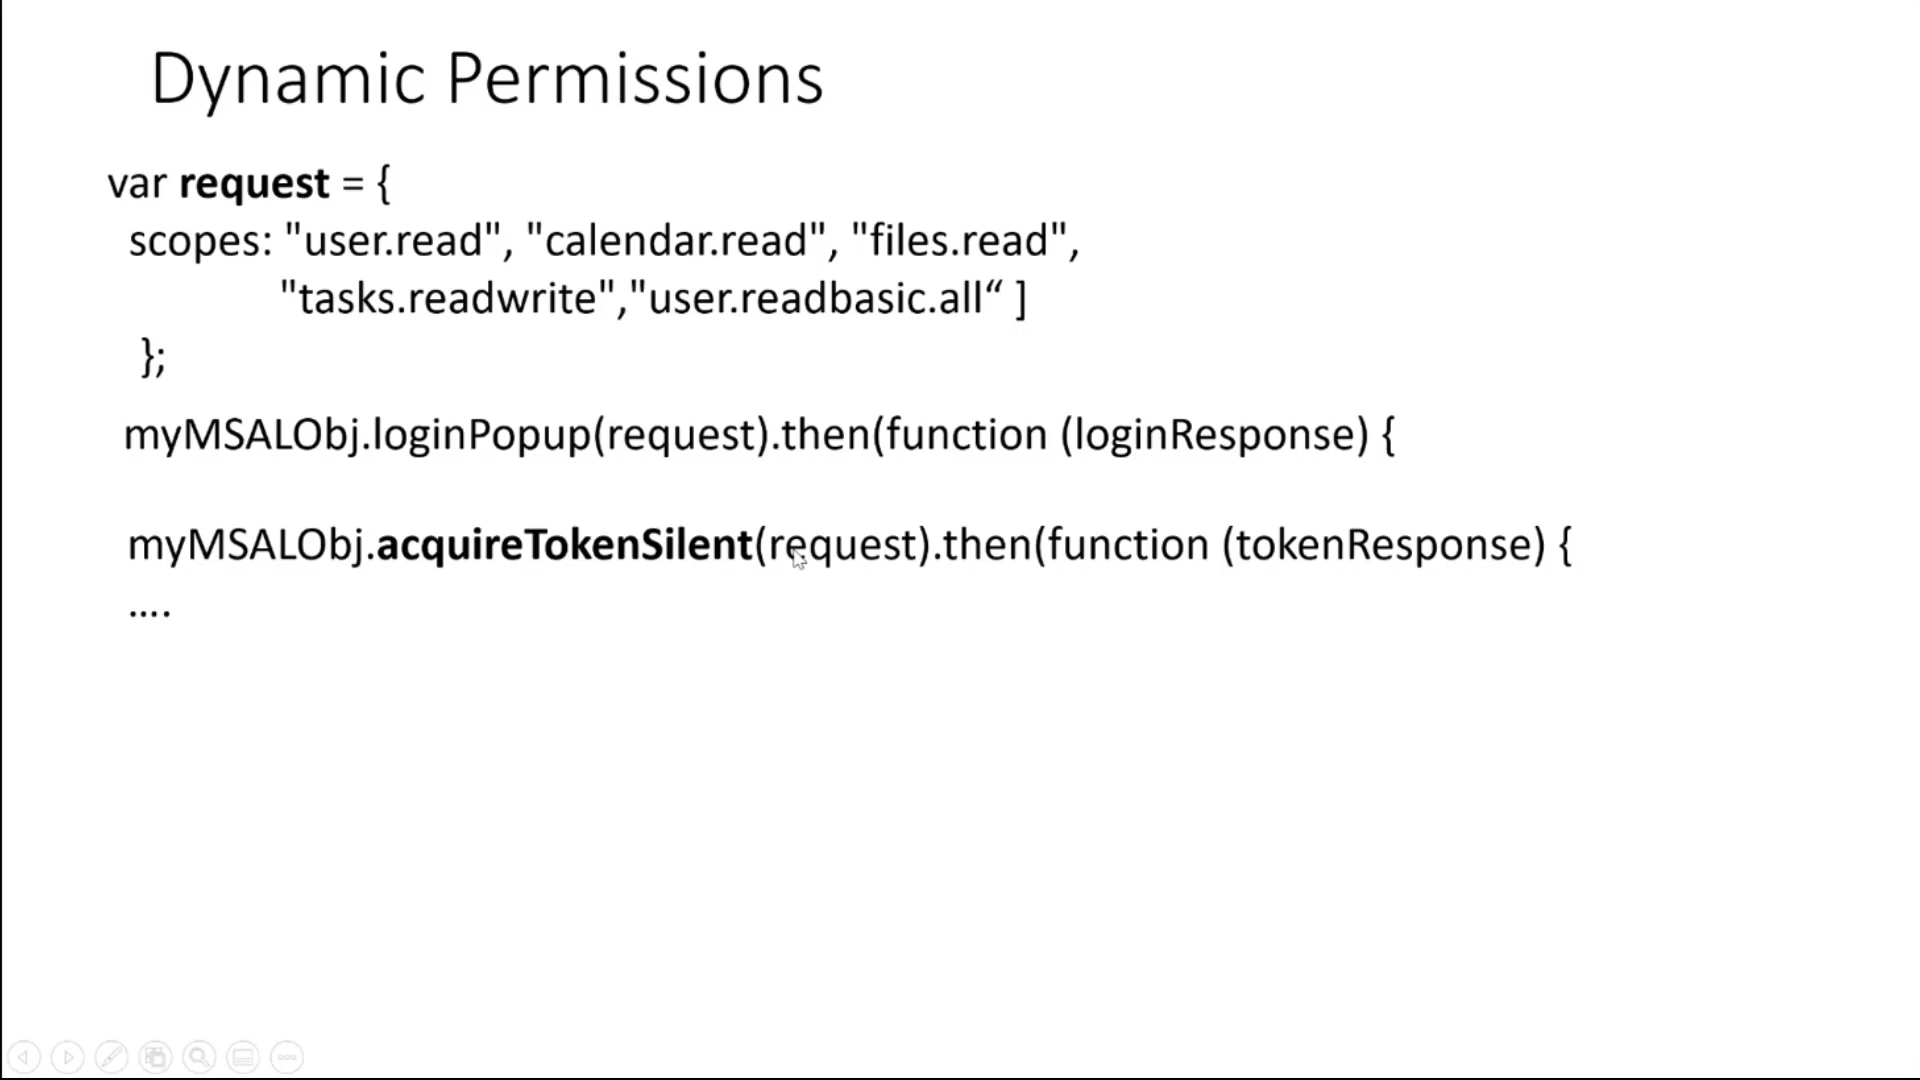 Dynamic Permissions
var request = {
scopes: "user.read", "calendar.read", "files.read",
"tasks.readwrite","user.readbasic.all“ ]
};
myMSALObj.loginPopup(request).then(function (loginResponse) {
myMSALObj.acquireTokenSilent(request).then(function (tokenResponse) {
....